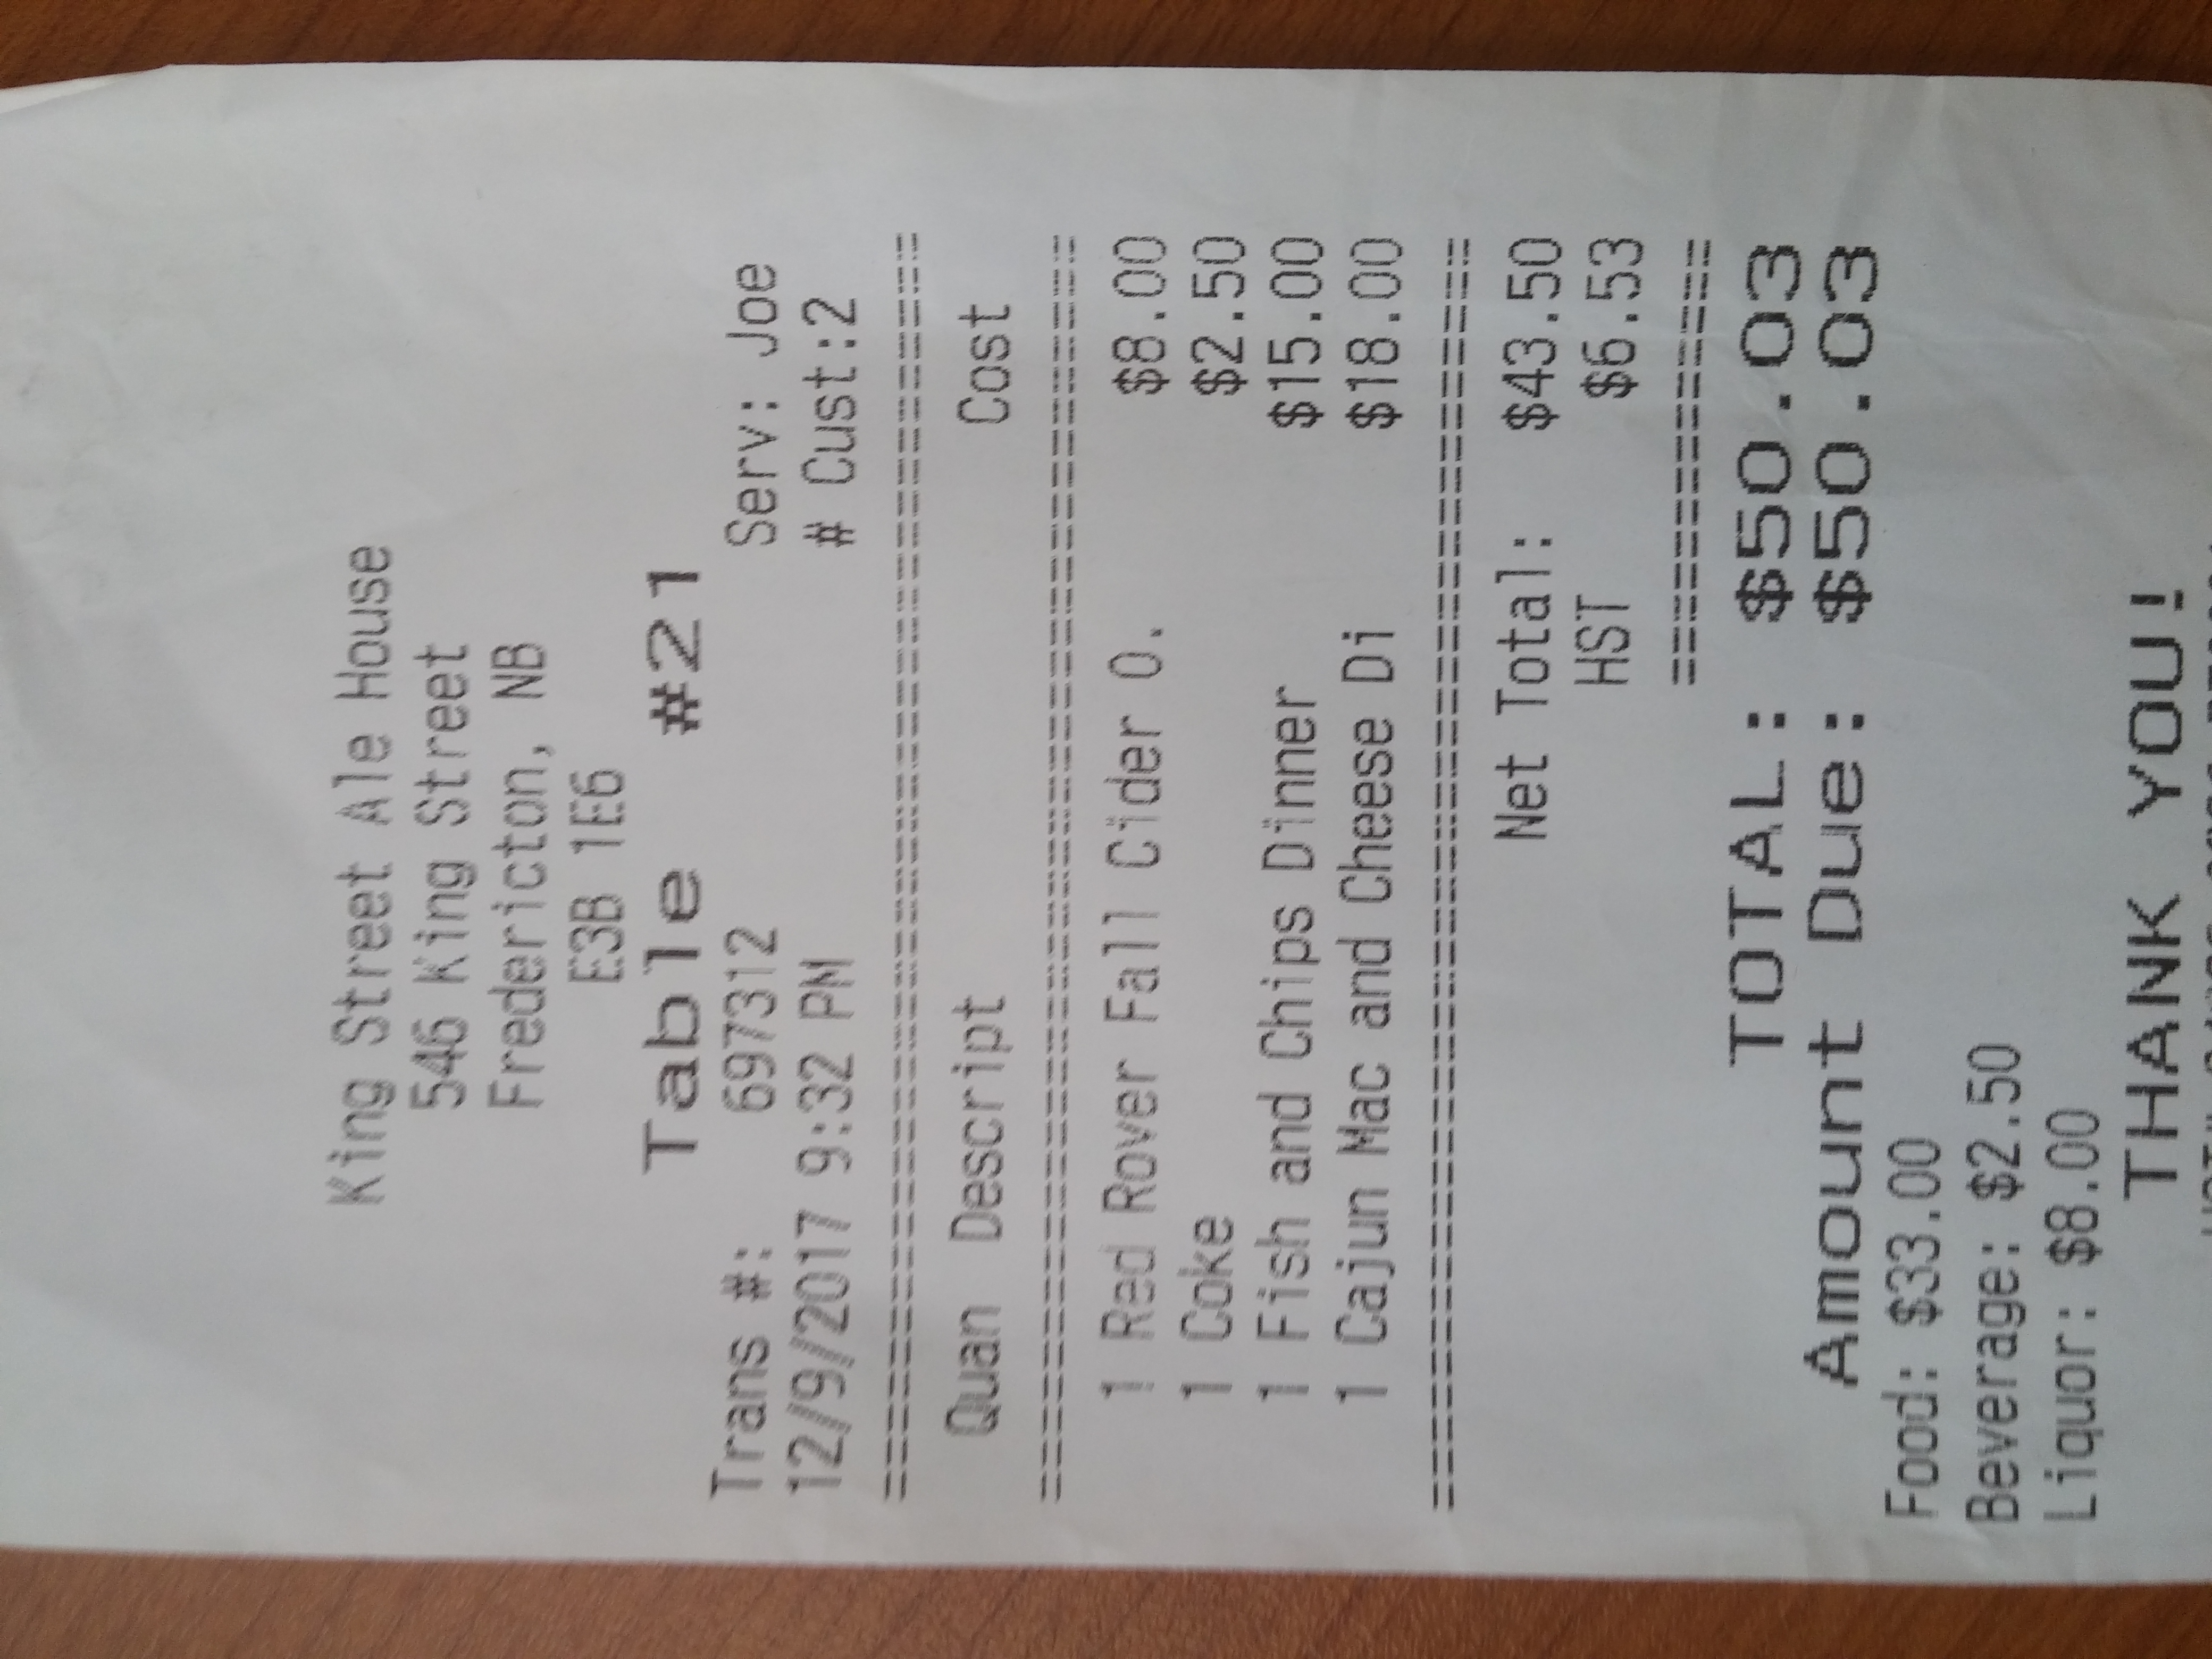 King Street Ale House
546 King Street
Fredericton, NB
E3B 1E6
Table #21
Trans #: 697312 Serv: Joe
12/9/2017 9:32 PM # Cust:2
Quan Descript Cost
1 Red Rover Fall Cider O. $8.00
1 Coke $2.50
1 Fish and Chips Dinner $15.00
1 Cajun Mac and Cheese Di $18.00
Net Total: $43.50
HST $6.53
TOTAL: $50.03
Amount Due: $50.03
Food: $33.00
Beverage: $2.50
Liquor: $8.00
THANK YOU!